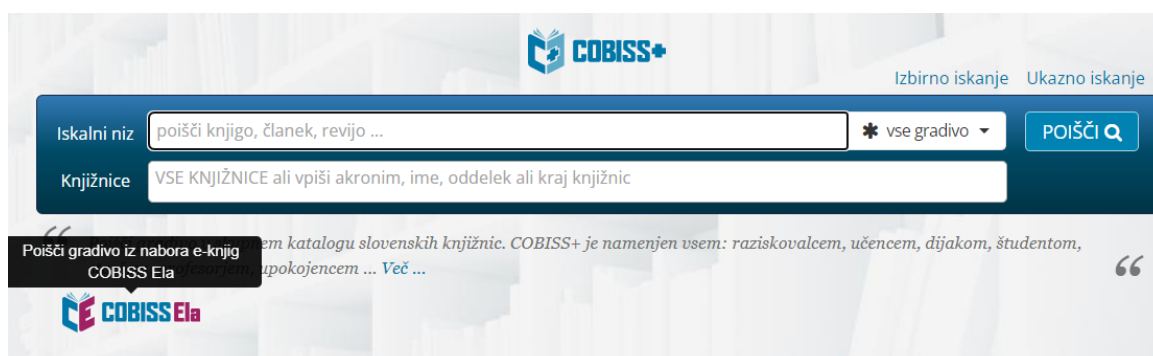 COBISS+
Izbirno iskanje Ukazno iskanje
Iskalni niz poišči knjigo, članek, revijo ... ✱ vse gradivo POIŠČI
Knjižnice VSE KNJIŽNICE ali vpiši akronim, ime, oddelek ali kraj knjižnic
Poišči gradivo iz nabora e-knjig
COBISS Ela
katalogu slovenskih knjižnic. COBISS+ je namenjen vsem: raziskovalcem, učencem, dijakom, študentom,
upokojencem ... Več ...
COBISS Ela